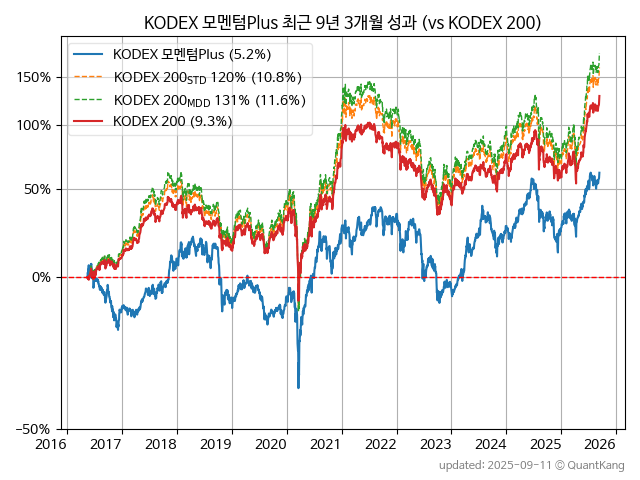 KODEX 모멘텀Plus 최근 9년 3개월 성과 (vs KODEX 200)
KODEX 모멘텀Plus (5.2%)
KODEX 200STD 120% (10.8%)
KODEX 200MDD 131% (11.6%)
KODEX 200 (9.3%)
150%
100%
50%
0%
−50%
2016 2017 2018 2019 2020 2021 2022 2023 2024 2025 2026
updated: 2025-09-11 © QuantKang